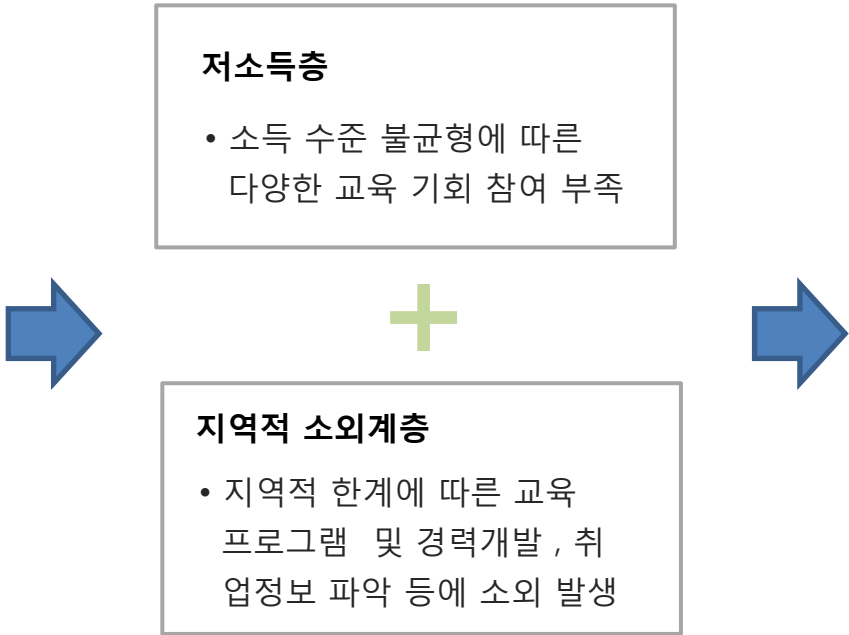 저소득층
• 소득 수준 불균형에 따른
다양한 교육 기회 참여 부족
지역적 소외계층
• 지역적 한계에 따른 교육
프로그램 및 경력개발 , 취
업정보 파악 등에 소외 발생